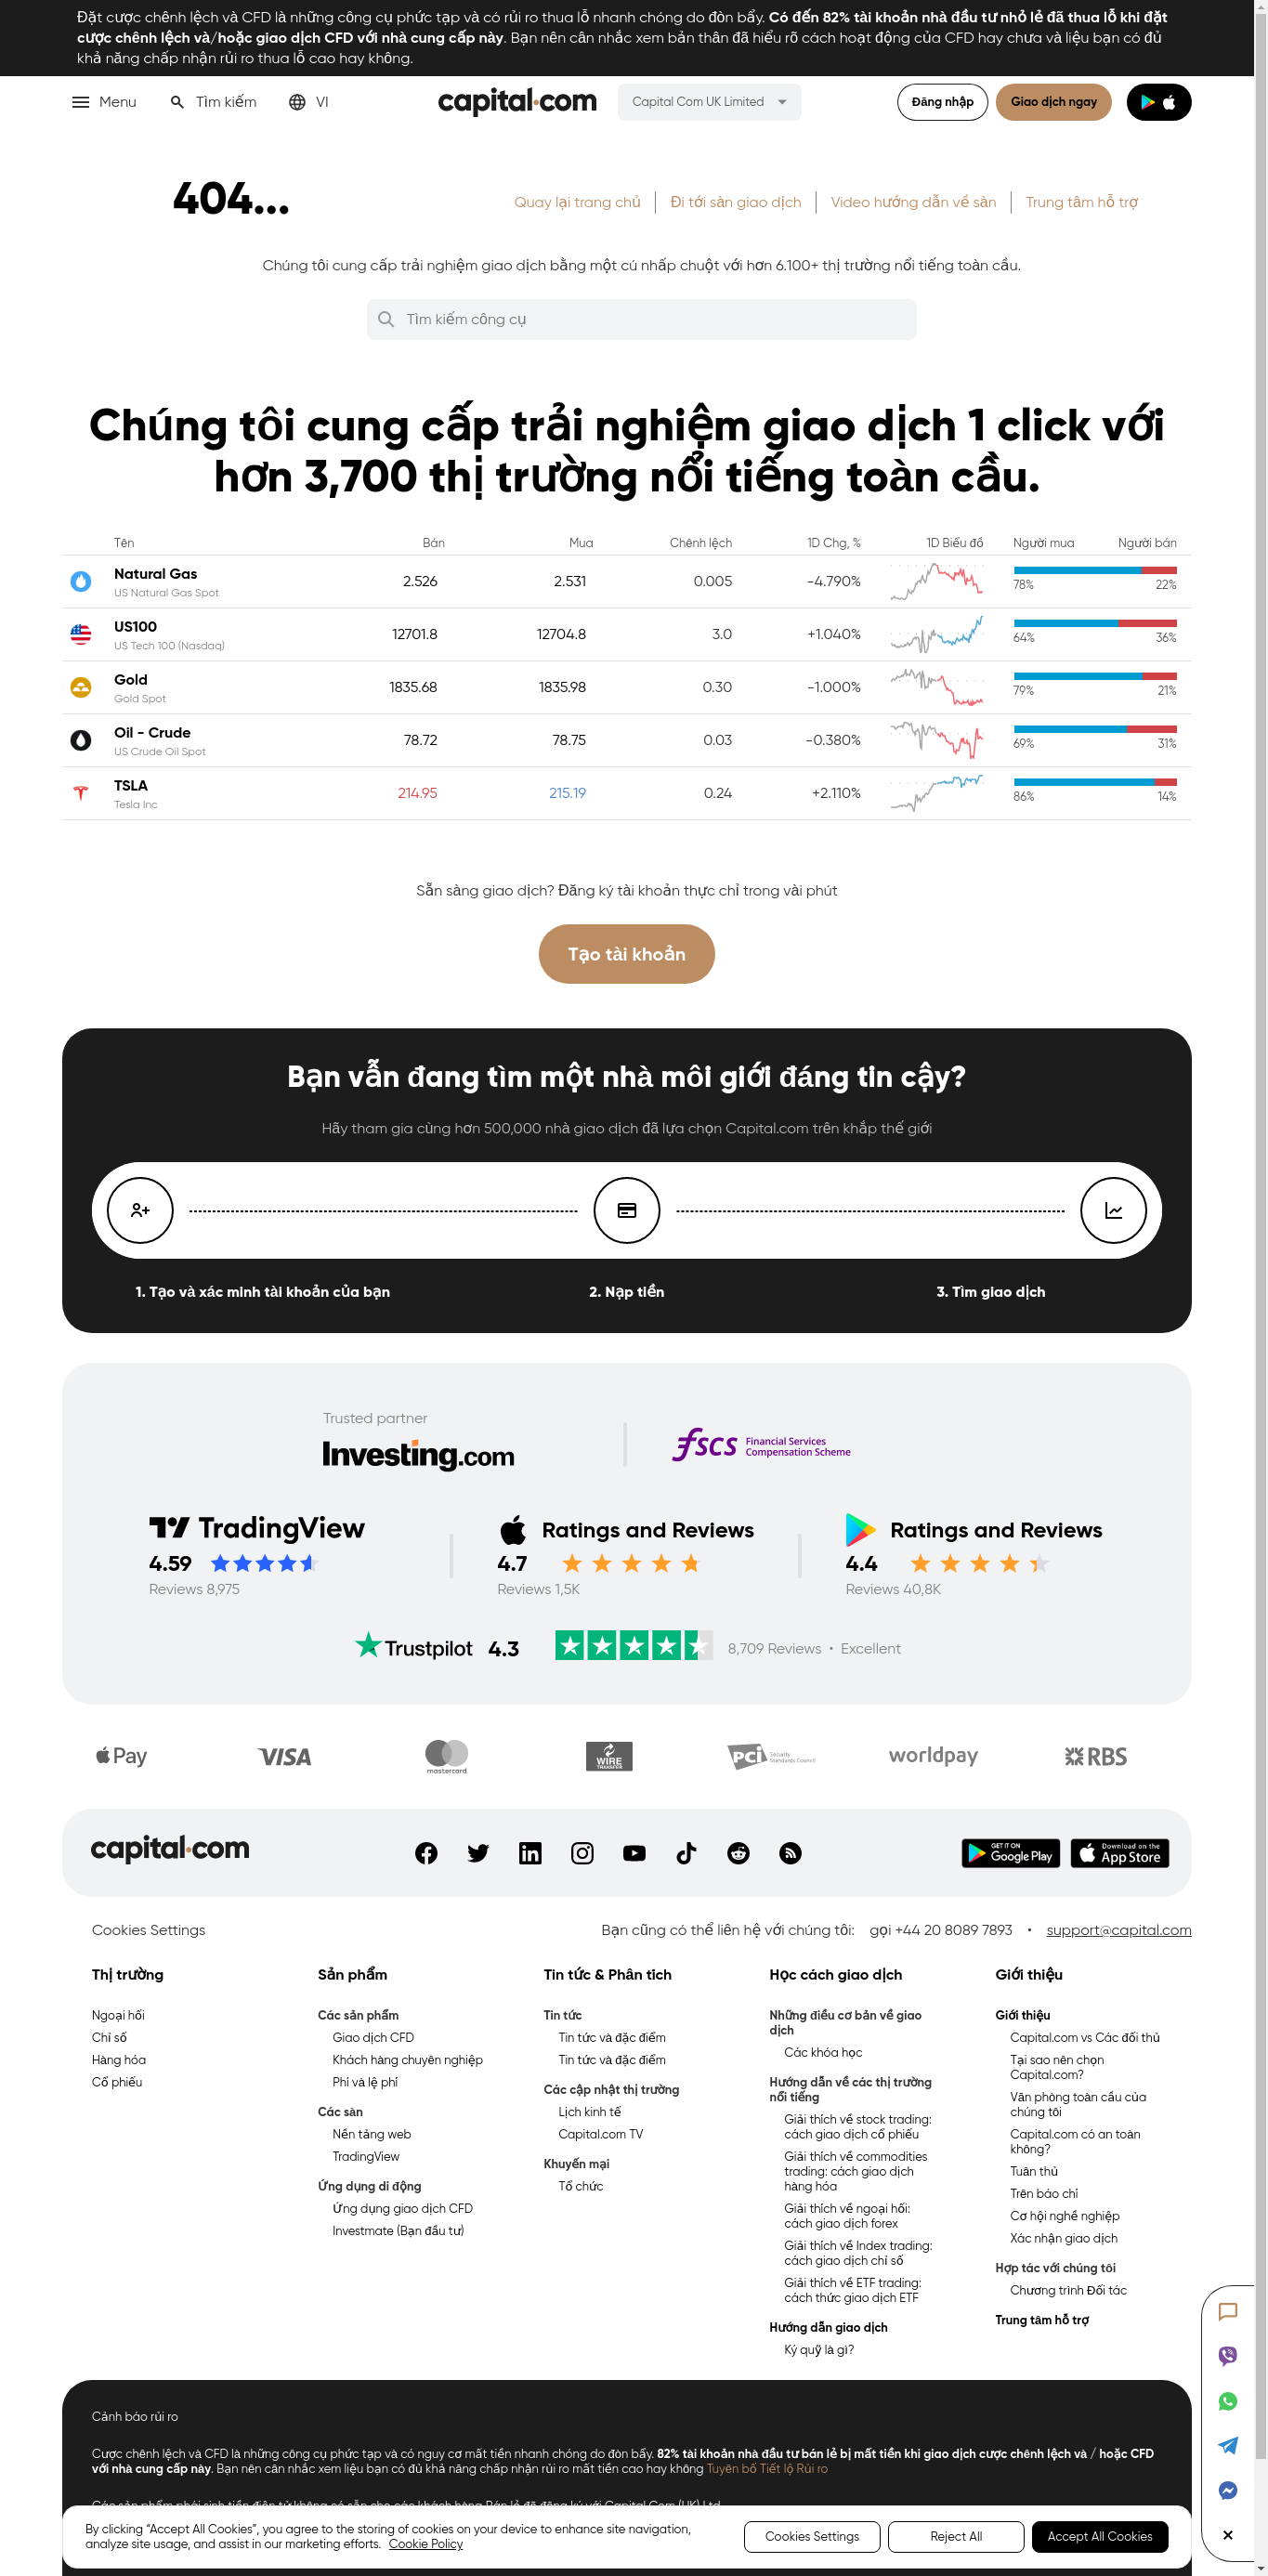 Đặt cược chênh lệch và CFD là những công cụ phức tạp và có rủi ro thua lỗ nhanh chóng do đòn bẩy. Có đến 82% tài khoản nhà đầu tư nhỏ lẻ đã thua lỗ khi đặt
cược chênh lệch và/hoặc giao dịch CFD với nhà cung cấp này. Bạn nên cân nhắc xem bản thân đã hiểu rõ cách hoạt động của CFD hay chưa và liệu bạn có đủ
khả năng chấp nhận rủi ro thua lỗ cao hay không.
Menu Tìm kiếm VI capital.com Capital Com UK Limited Đăng nhập Giao dịch ngay
404...
Quay lại trang chủ Đi tới sàn giao dịch Video hướng dẫn về sàn Trung tâm hỗ trợ
Chúng tôi cung cấp trải nghiệm giao dịch bằng một cú nhấp chuột với hơn 6.100+ thị trường nổi tiếng toàn cầu.
Tìm kiếm công cụ
Chúng tôi cung cấp trải nghiệm giao dịch 1 click với
hơn 3,700 thị trường nổi tiếng toàn cầu.
Tên Bán Mua Chênh lệch 1D Chg, % 1D Biểu đồ Người mua Người bán
Natural Gas 2.526 2.531 0.005 -4.790% 78% 22%
US Natural Gas Spot
US100 12701.8 12704.8 3.0 +1.040% 64% 36%
US Tech 100 (Nasdaq)
Gold 1835.68 1835.98 0.30 -1.000% 79% 21%
Gold Spot
Oil - Crude 78.72 78.75 0.03 -0.380% 69% 31%
US Crude Oil Spot
TSLA 214.95 215.19 0.24 +2.110% 86% 14%
Tesla Inc
Sẵn sàng giao dịch? Đăng ký tài khoản thực chỉ trong vài phút
Tạo tài khoản
Bạn vẫn đang tìm một nhà môi giới đáng tin cậy?
Hãy tham gia cùng hơn 500,000 nhà giao dịch đã lựa chọn Capital.com trên khắp thế giới
1. Tạo và xác minh tài khoản của bạn 2. Nạp tiền 3. Tìm giao dịch
Trusted partner
Investing.com
fscs Financial Services
Compensation Scheme
TradingView
4.59
Reviews 8,975
Ratings and Reviews
4.7
Reviews 1,5K
Ratings and Reviews
4.4
Reviews 40,8K
Trustpilot 4.3 8,709 Reviews • Excellent
Pay VISA mastercard WIRE TRANSFER PCI Security Standards Council worldpay RBS
capital.com GET IT ON Google Play Download on the App Store
Cookies Settings Bạn cũng có thể liên hệ với chúng tôi: gọi +44 20 8089 7893 • support@capital.com
Thị trường
Ngoại hối
Chỉ số
Hàng hóa
Cổ phiếu
Sản phẩm
Các sản phẩm
Giao dịch CFD
Khách hàng chuyên nghiệp
Phí và lệ phí
Các sàn
Nền tảng web
TradingView
Ứng dụng di động
Ứng dụng giao dịch CFD
Investmate (Bạn đầu tư)
Tin tức & Phân tích
Tin tức
Tin tức và đặc điểm
Tin tức và đặc điểm
Các cập nhật thị trường
Lịch kinh tế
Capital.com TV
Khuyến mại
Tổ chức
Học cách giao dịch
Những điều cơ bản về giao
dịch
Các khóa học
Hướng dẫn về các thị trường
nổi tiếng
Giải thích về stock trading:
cách giao dịch cổ phiếu
Giải thích về commodities
trading: cách giao dịch
hàng hóa
Giải thích về ngoại hối:
cách giao dịch forex
Giải thích về Index trading:
cách giao dịch chỉ số
Giải thích về ETF trading:
cách thức giao dịch ETF
Hướng dẫn giao dịch
Ký quỹ là gì?
Giới thiệu
Giới thiệu
Capital.com vs Các đối thủ
Tại sao nên chọn
Capital.com?
Văn phòng toàn cầu của
chúng tôi
Capital.com có an toàn
không?
Tuân thủ
Trên báo chí
Cơ hội nghề nghiệp
Xác nhận giao dịch
Hợp tác với chúng tôi
Chương trình Đối tác
Trung tâm hỗ trợ
Cảnh báo rủi ro
Cược chênh lệch và CFD là những công cụ phức tạp và có nguy cơ mất tiền nhanh chóng do đòn bẩy. 82% tài khoản nhà đầu tư bán lẻ bị mất tiền khi giao dịch cược chênh lệch và / hoặc CFD
với nhà cung cấp này. Bạn nên cân nhắc xem liệu bạn có đủ khả năng chấp nhận rủi ro mất tiền cao hay không Tuyên bố Tiết lộ Rủi ro
By clicking "Accept All Cookies", you agree to the storing of cookies on your device to enhance site navigation,
analyze site usage, and assist in our marketing efforts. Cookie Policy
Cookies Settings Reject All Accept All Cookies